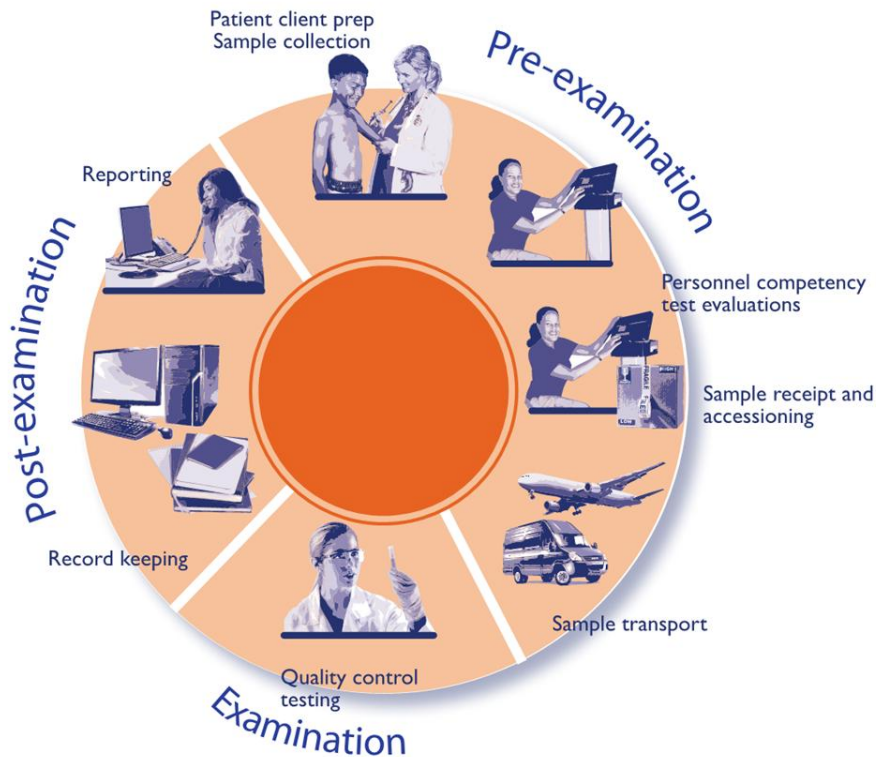 Patient client prep
Sample collection
Pre-examination
Personnel competency
test evaluations
Sample receipt and
accessioning
FRAGILE
Sample transport
Quality control
testing
Examination
Record keeping
Post-examination
Reporting